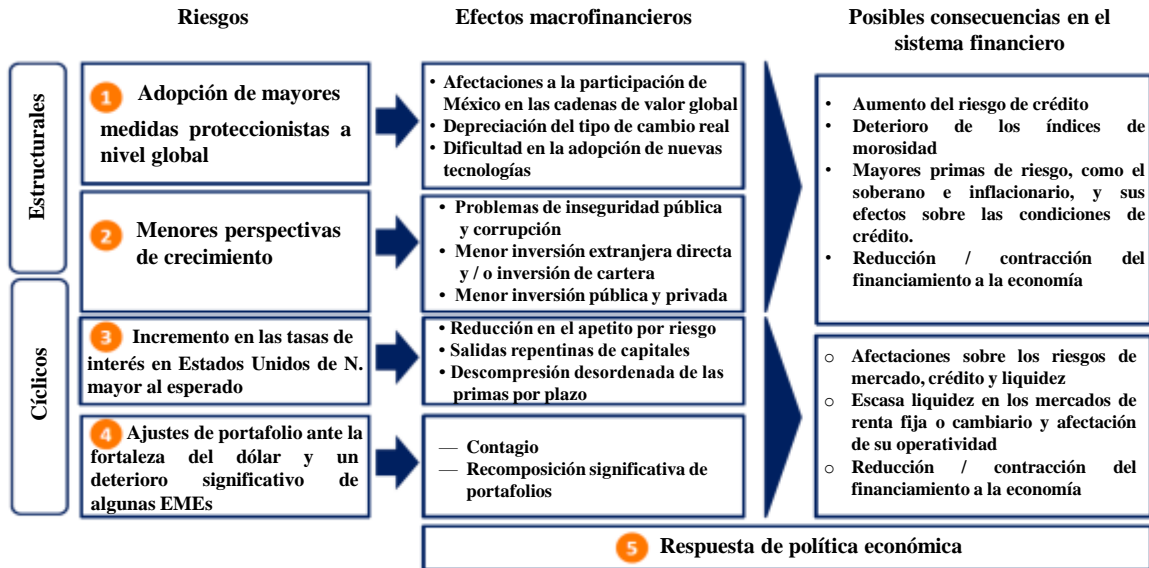 Riesgos
Efectos macrofinancieros
Posibles consecuencias en el
sistema financiero
Estructurales
1 Adopción de mayores
medidas proteccionistas a
nivel global
• Afectaciones a la participación de
México en las cadenas de valor global
• Depreciación del tipo de cambio real
• Dificultad en la adopción de nuevas
tecnologías
2 Menores perspectivas
de crecimiento
• Problemas de inseguridad pública
y corrupción
• Menor inversión extranjera directa
y / o inversión de cartera
• Menor inversión pública y privada
• Aumento del riesgo de crédito
• Deterioro de los índices de
morosidad
• Mayores primas de riesgo, como el
soberano e inflacionario, y sus
efectos sobre las condiciones de
crédito.
• Reducción / contracción del
financiamiento a la economía
Cíclicos
3 Incremento en las tasas de
interés en Estados Unidos de N.
mayor al esperado
• Reducción en el apetito por riesgo
• Salidas repentinas de capitales
• Descompresión desordenada de las
primas por plazo
4 Ajustes de portafolio ante la
fortaleza del dólar y un
deterioro significativo de
algunas EMEs
— Contagio
— Recomposición significativa de
portafolios
o Afectaciones sobre los riesgos de
mercado, crédito y liquidez
o Escasa liquidez en los mercados de
renta fija o cambiario y afectación
de su operatividad
o Reducción / contracción del
financiamiento a la economía
5 Respuesta de política económica